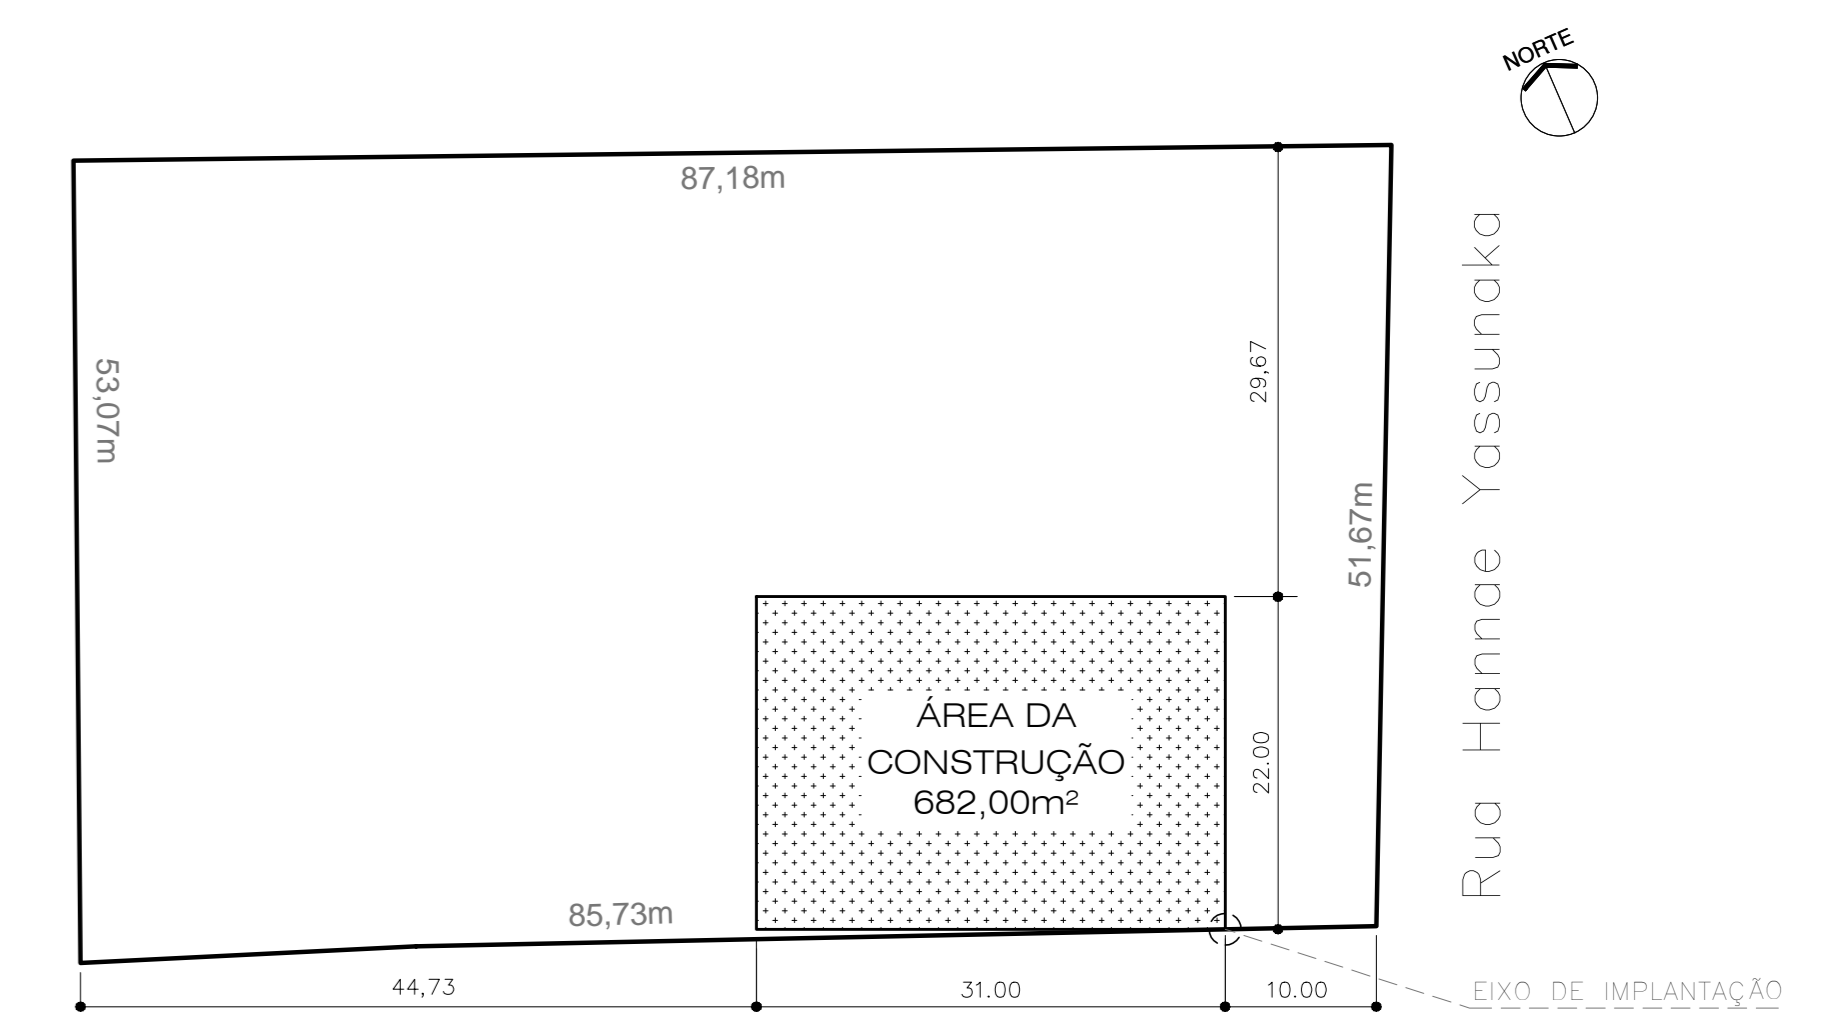 NORTE
87,18m
53,07m
29,67
51,67m
Rua Hannae Yassunaka
ÁREA DA
CONSTRUÇÃO
682,00m²
22.00
85,73m
44,73
31.00
10.00
EIXO DE IMPLANTAÇÃO